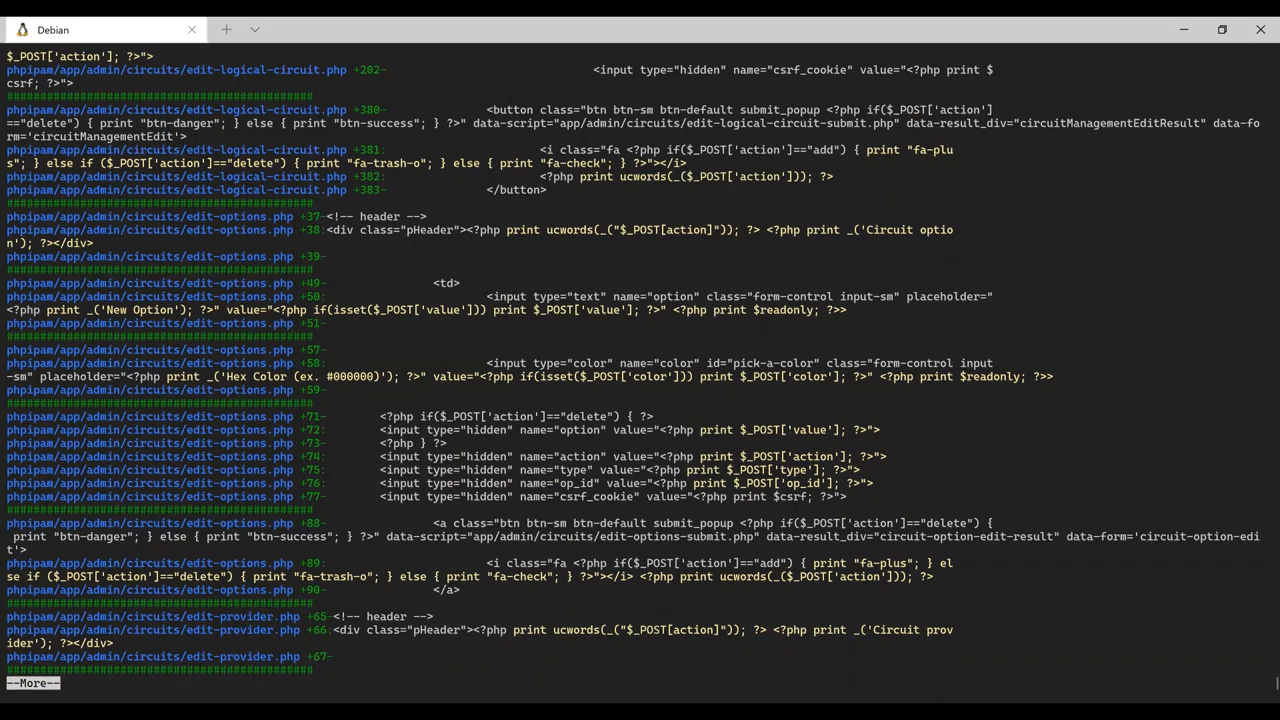 Debian
$_POST['action']; ?>">
phpipam/app/admin/circuits/edit-logical-circuit.php +202-                               <input type="hidden" name="csrf_cookie" value="<?php print $
csrf; ?>">
##############################################
phpipam/app/admin/circuits/edit-logical-circuit.php +380-               <button class="btn btn-sm btn-default submit_popup <?php if($_POST['action']
=="delete") { print "btn-danger"; } else { print "btn-success"; } ?>" data-script="app/admin/circuits/edit-logical-circuit-submit.php" data-result_div="circuitManagementEditResult" data-fo
rm='circuitManagementEdit'>
phpipam/app/admin/circuits/edit-logical-circuit.php +381:                       <i class="fa <?php if($_POST['action']=="add") { print "fa-plu
s"; } else if ($_POST['action']=="delete") { print "fa-trash-o"; } else { print "fa-check"; } ?>"></i>
phpipam/app/admin/circuits/edit-logical-circuit.php +382:                       <?php print ucwords(_($_POST['action'])); ?>
phpipam/app/admin/circuits/edit-logical-circuit.php +383-               </button>
##############################################
phpipam/app/admin/circuits/edit-options.php +37-<!-- header -->
phpipam/app/admin/circuits/edit-options.php +38:<div class="pHeader"><?php print ucwords(_("$_POST[action]")); ?> <?php print _('Circuit optio
n'); ?></div>
phpipam/app/admin/circuits/edit-options.php +39-
##############################################
phpipam/app/admin/circuits/edit-options.php +49-                <td>
phpipam/app/admin/circuits/edit-options.php +50:                        <input type="text" name="option" class="form-control input-sm" placeholder="
<?php print _('New Option'); ?>" value="<?php if(isset($_POST['value'])) print $_POST['value']; ?>" <?php print $readonly; ?>>
phpipam/app/admin/circuits/edit-options.php +51-
##############################################
phpipam/app/admin/circuits/edit-options.php +57-
phpipam/app/admin/circuits/edit-options.php +58:                        <input type="color" name="color" id="pick-a-color" class="form-control input
-sm" placeholder="<?php print _('Hex Color (ex. #000000)'); ?>" value="<?php if(isset($_POST['color'])) print $_POST['color']; ?>" <?php print $readonly; ?>>
phpipam/app/admin/circuits/edit-options.php +59-
##############################################
phpipam/app/admin/circuits/edit-options.php +71-        <?php if($_POST['action']=="delete") { ?>
phpipam/app/admin/circuits/edit-options.php +72:        <input type="hidden" name="option" value="<?php print $_POST['value']; ?>">
phpipam/app/admin/circuits/edit-options.php +73-        <?php } ?>
phpipam/app/admin/circuits/edit-options.php +74:        <input type="hidden" name="action" value="<?php print $_POST['action']; ?>">
phpipam/app/admin/circuits/edit-options.php +75:        <input type="hidden" name="type" value="<?php print $_POST['type']; ?>">
phpipam/app/admin/circuits/edit-options.php +76:        <input type="hidden" name="op_id" value="<?php print $_POST['op_id']; ?>">
phpipam/app/admin/circuits/edit-options.php +77-        <input type="hidden" name="csrf_cookie" value="<?php print $csrf; ?>">
##############################################
phpipam/app/admin/circuits/edit-options.php +88-                <a class="btn btn-sm btn-default submit_popup <?php if($_POST['action']=="delete") {
 print "btn-danger"; } else { print "btn-success"; } ?>" data-script="app/admin/circuits/edit-options-submit.php" data-result_div="circuit-option-edit-result" data-form='circuit-option-edi
t'>
phpipam/app/admin/circuits/edit-options.php +89:                        <i class="fa <?php if($_POST['action']=="add") { print "fa-plus"; } el
se if ($_POST['action']=="delete") { print "fa-trash-o"; } else { print "fa-check"; } ?>"></i> <?php print ucwords(_($_POST['action'])); ?>
phpipam/app/admin/circuits/edit-options.php +90-                </a>
##############################################
phpipam/app/admin/circuits/edit-provider.php +65-<!-- header -->
phpipam/app/admin/circuits/edit-provider.php +66:<div class="pHeader"><?php print ucwords(_("$_POST[action]")); ?> <?php print _('Circuit prov
ider'); ?></div>
phpipam/app/admin/circuits/edit-provider.php +67-
##############################################
--More--